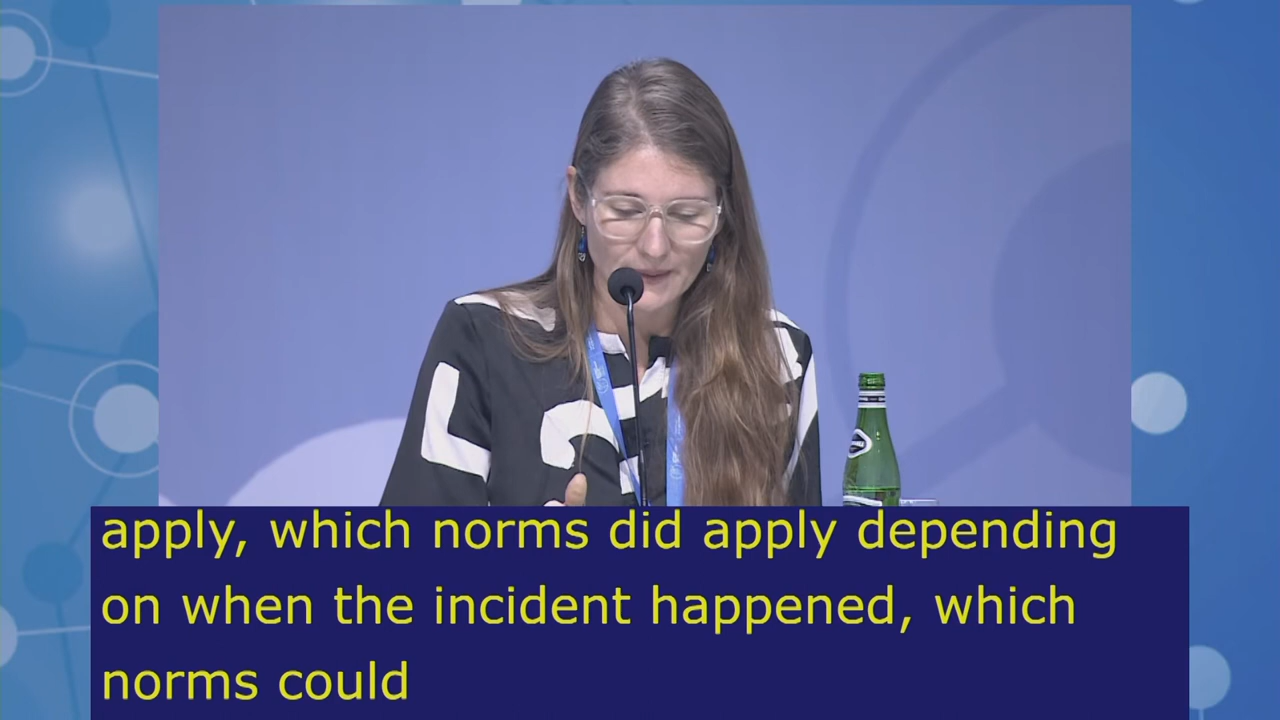 apply, which norms did apply depending
on when the incident happened, which
norms could